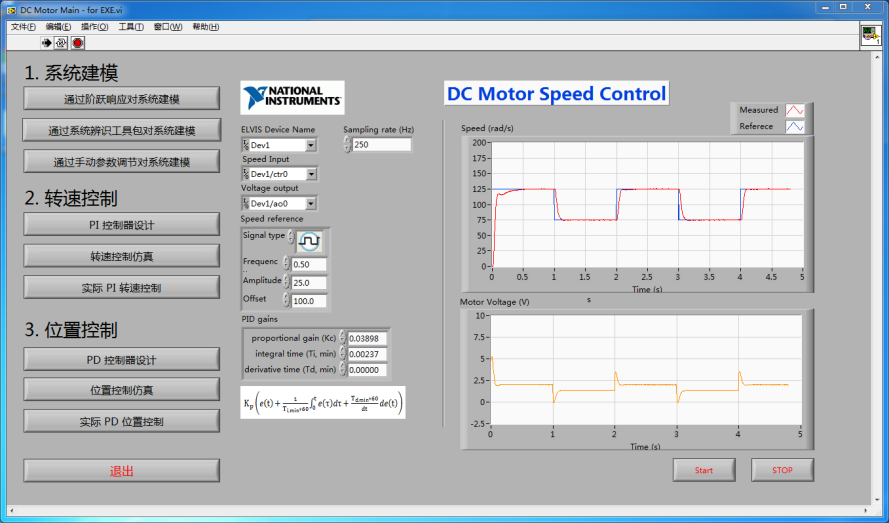 DC Motor Main - for EXE.vi
文件(F) 编辑(E) 操作(O) 工具(T) 窗口(W) 帮助(H)
1
1. 系统建模
通过阶跃响应对系统建模
通过系统辨识工具包对系统建模
通过手动参数调节对系统建模
2. 转速控制
PI 控制器设计
转速控制仿真
实际 PI 转速控制
3. 位置控制
PD 控制器设计
位置控制仿真
实际 PD 位置控制
退出
NATIONAL
INSTRUMENTS
ELVIS Device Name
Dev1
Sampling rate (Hz)
250
Speed Input
Dev1/ctr0
Voltage output
Dev1/ao0
Speed reference
Signal type
Frequenc
..
0.50
Amplitude
25.0
Offset
100.0
PID gains
proportional gain (Kc) 0.03898
integral time (Ti, min) 0.00237
derivative time (Td, min) 0.00000
Kp(e(t)+1/(Ti,min*60)∫₀ᵗe(τ)dτ+(Td,min*60)/dt de(t))
DC Motor Speed Control
Measured
Referece
Speed (rad/s)
200
175
150
125
100
75
50
25
0
0 0.5 1 1.5 2 2.5 3 3.5 4 4.5 5
Time (s)
s
Motor Voltage (V)
10
7.5
5
2.5
0
-2.5
0 1 2 3 4 5
Time (s)
Start
STOP